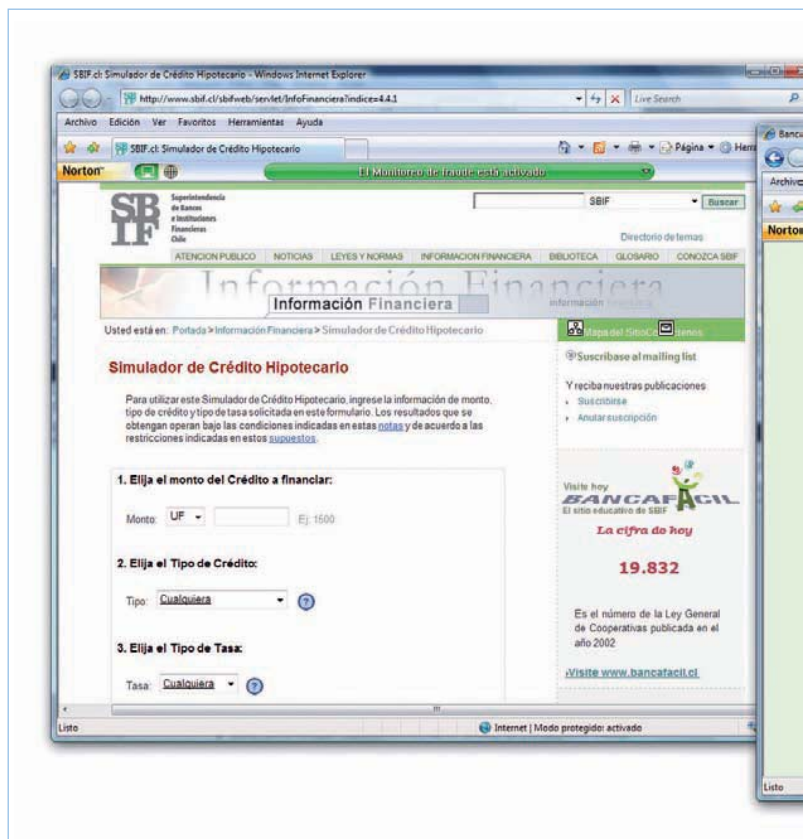 SBIF.cl: Simulador de Crédito Hipotecario - Windows Internet Explorer
http://www.sbif.cl/sbifweb/servlet/InfoFinanciera?indice=4.4.1
Live Search
Archivo Edición Ver Favoritos Herramientas Ayuda
SBIF.cl: Simulador de Crédito Hipotecario
Página
Herra
Norton
El Monitoreo de fraude está activado
SBIF
Superintendencia
de Bancos
e Instituciones
Financieras
Chile
SBIF
Buscar
Directorio de temas
ATENCION PUBLICO NOTICIAS LEYES Y NORMAS INFORMACION FINANCIERA BIBLIOTECA GLOSARIO CONOZCA SBIF
Información Financiera
Información Financiera
información
Usted está en: Portada > Información Financiera > Simulador de Crédito Hipotecario
Mapa del Sitio
Simulador de Crédito Hipotecario
Para utilizar este Simulador de Crédito Hipotecario, ingrese la información de monto,
tipo de crédito y tipo de tasa solicitada en este formulario. Los resultados que se
obtengan operan bajo las condiciones indicadas en estas notas y de acuerdo a las
restricciones indicadas en estos supuestos.
1. Elija el monto del Crédito a financiar:
Monto: UF Ej: 1500
2. Elija el Tipo de Crédito:
Tipo: Cualquiera ?
3. Elija el Tipo de Tasa:
Tasa: Cualquiera ?
Suscríbase al mailing list
Y reciba nuestras publicaciones
Suscribirse
Anular suscripción
Visite hoy
BANCAFACIL
El sitio educativo de SBIF
La cifra de hoy
19.832
Es el número de la Ley General
de Cooperativas publicada en el
año 2002
Visite www.bancafacil.cl
Listo
Internet | Modo protegido: activado
Banca
Archivo
Norton
Listo